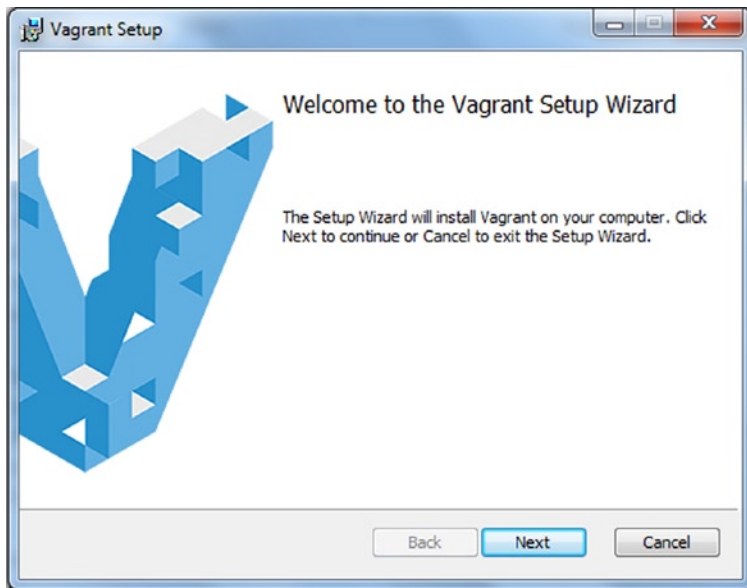 Vagrant Setup
Welcome to the Vagrant Setup Wizard
The Setup Wizard will install Vagrant on your computer. Click
Next to continue or Cancel to exit the Setup Wizard.
Back
Next
Cancel